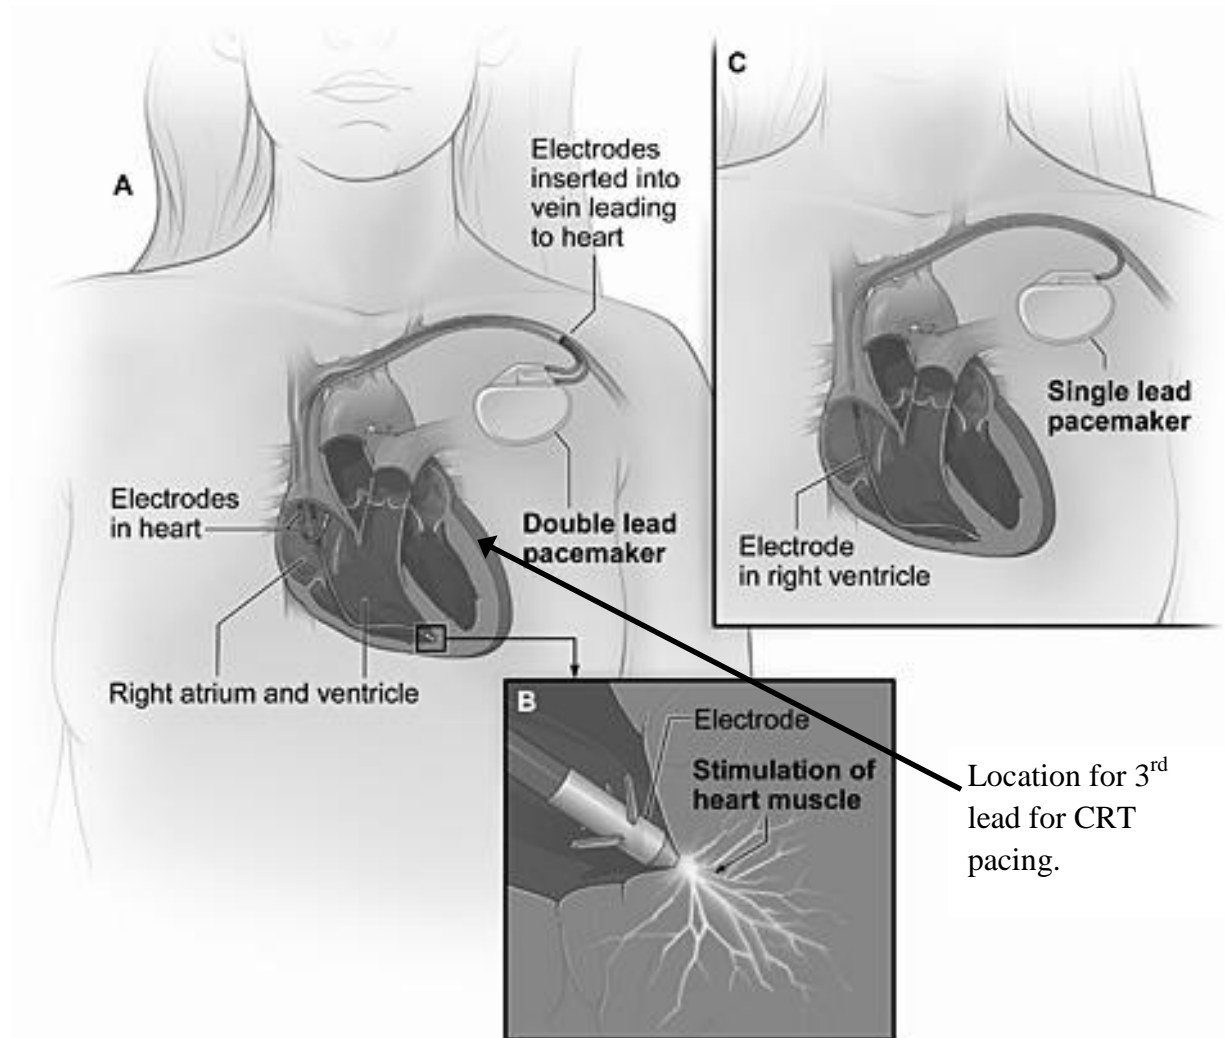 A
Electrodes
inserted into
vein leading
to heart
Double lead
pacemaker
Electrodes
in heart
Right atrium and ventricle
C
Single lead
pacemaker
Electrode
in right ventricle
B
Electrode
Stimulation of
heart muscle
Location for 3rd
lead for CRT
pacing.